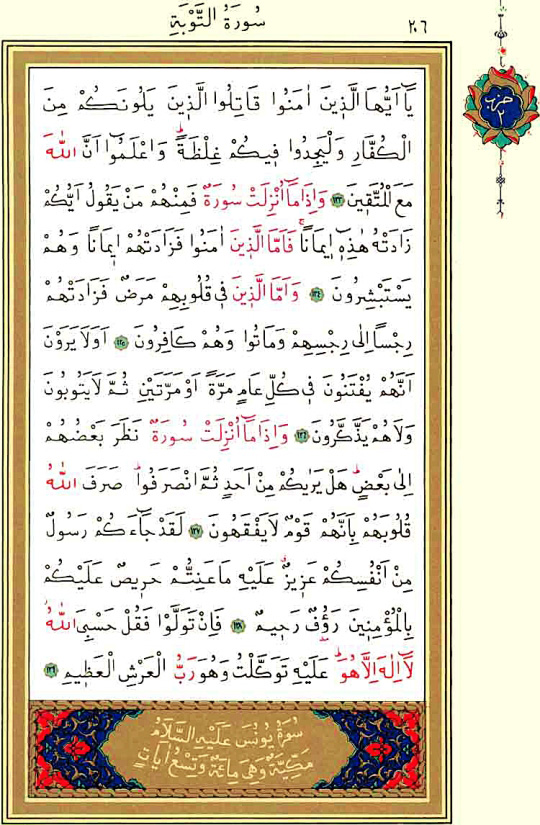 سُورَةُ التَّوْبَةِ
٢٠٦
حزب
٢
يَٓا اَيُّهَا الَّذ۪ينَ اٰمَنُوا قَاتِلُوا الَّذ۪ينَ يَلُونَكُمْ مِنَ
الْكُفَّارِ وَلْيَجِدُوا ف۪يكُمْ غِلْظَةًۜ وَاعْلَمُٓوا اَنَّ اللّٰهَ
مَعَ الْمُتَّق۪ينَ ﴿١٢٣﴾ وَاِذَا مَٓا اُنْزِلَتْ سُورَةٌ فَمِنْهُمْ مَنْ يَقُولُ اَيُّكُمْ
زَادَتْهُ هٰذِه۪ٓ ا۪يمَاناًۚ فَاَمَّا الَّذ۪ينَ اٰمَنُوا فَزَادَتْهُمْ ا۪يمَاناً وَهُمْ
يَسْتَبْشِرُونَ ﴿١٢٤﴾ وَاَمَّا الَّذ۪ينَ ف۪ي قُلُوبِهِمْ مَرَضٌ فَزَادَتْهُمْ
رِجْساً اِلٰى رِجْسِهِمْ وَمَاتُوا وَهُمْ كَافِرُونَ ﴿١٢٥﴾ اَوَلَا يَرَوْنَ
اَنَّهُمْ يُفْتَنُونَ ف۪ي كُلِّ عَامٍ مَرَّةً اَوْ مَرَّتَيْنِ ثُمَّ لَا يَتُوبُونَ
وَلَا هُمْ يَذَّكَّرُونَ ﴿١٢٦﴾ وَاِذَا مَٓا اُنْزِلَتْ سُورَةٌ نَظَرَ بَعْضُهُمْ
اِلٰى بَعْضٍۜ هَلْ يَرٰيكُمْ مِنْ اَحَدٍ ثُمَّ انْصَرَفُواۜ صَرَفَ اللّٰهُ
قُلُوبَهُمْ بِاَنَّهُمْ قَوْمٌ لَا يَفْقَهُونَ ﴿١٢٧﴾ لَقَدْ جَٓاءَكُمْ رَسُولٌ
مِنْ اَنْفُسِكُمْ عَز۪يزٌ عَلَيْهِ مَا عَنِتُّمْ حَر۪يصٌ عَلَيْكُمْ
بِالْمُؤْمِن۪ينَ رَؤُ۫فٌ رَح۪يمٌ ﴿١٢٨﴾ فَاِنْ تَوَلَّوْا فَقُلْ حَسْبِيَ اللّٰهُۘ
لَٓا اِلٰهَ اِلَّا هُوَۜ عَلَيْهِ تَوَكَّلْتُ وَهُوَ رَبُّ الْعَرْشِ الْعَظ۪يمِ ﴿١٢٩﴾
سُورَةُ يُونُسَ عَلَيْهِ السَّلَامُ
مَكِّيَّةٌ وَهِيَ مِائَةٌ وَتِسْعُ اٰيَاتٍ